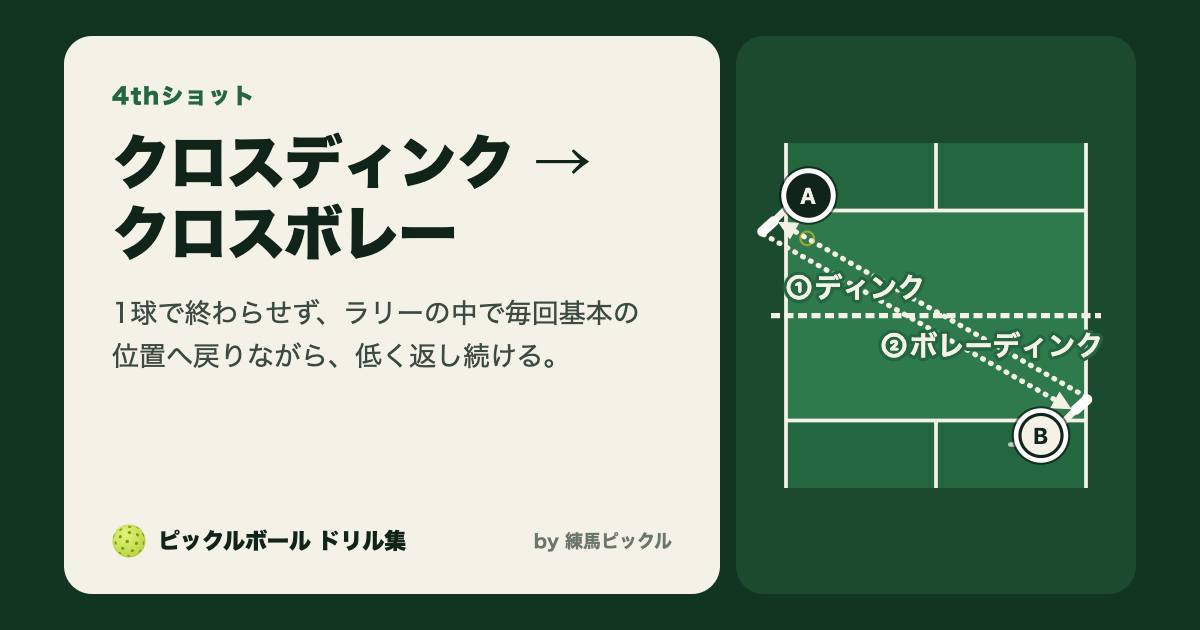 4thショット
クロスディンク →
クロスボレー
1球で終わらせず、ラリーの中で毎回基本の
位置へ戻りながら、低く返し続ける。
ピックルボール ドリル集
by 練馬ピックル
A
①ディンク
②ボレーディンク
B